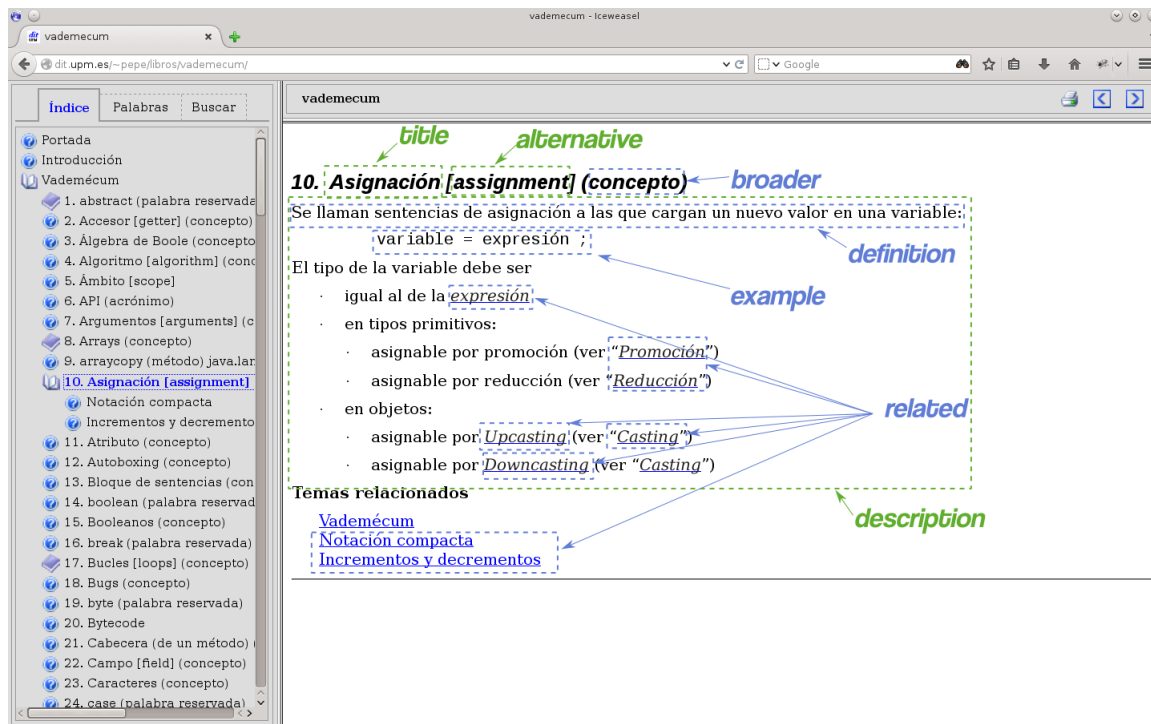 vademecum - Iceweasel
vademecum
dit.upm.es/~pepe/libros/vademecum/
Google
Índice Palabras Buscar
Portada
Introducción
Vademécum
1. abstract (palabra reservada
2. Accesor [getter] (concepto)
3. Álgebra de Boole (concepto
4. Algoritmo [algorithm] (conc
5. Ámbito [scope]
6. API (acrónimo)
7. Argumentos [arguments] (c
8. Arrays (concepto)
9. arraycopy (método) java.lan
10. Asignación [assignment]
Notación compacta
Incrementos y decremento
11. Atributo (concepto)
12. Autoboxing (concepto)
13. Bloque de sentencias (con
14. boolean (palabra reservad
15. Booleanos (concepto)
16. break (palabra reservada)
17. Bucles [loops] (concepto)
18. Bugs (concepto)
19. byte (palabra reservada)
20. Bytecode
21. Cabecera (de un método) (
22. Campo [field] (concepto)
23. Caracteres (concepto)
24. case (palabra reservada)
vademecum
title alternative
10. Asignación [assignment] (concepto) broader
Se llaman sentencias de asignación a las que cargan un nuevo valor en una variable:
variable = expresión ;
definition
El tipo de la variable debe ser
igual al de la expresión
example
· en tipos primitivos:
· asignable por promoción (ver “Promoción”)
· asignable por reducción (ver “Reducción”)
· en objetos:
related
· asignable por Upcasting (ver “Casting”)
· asignable por Downcasting (ver “Casting”)
Temas relacionados
description
Vademécum
Notación compacta
Incrementos y decrementos